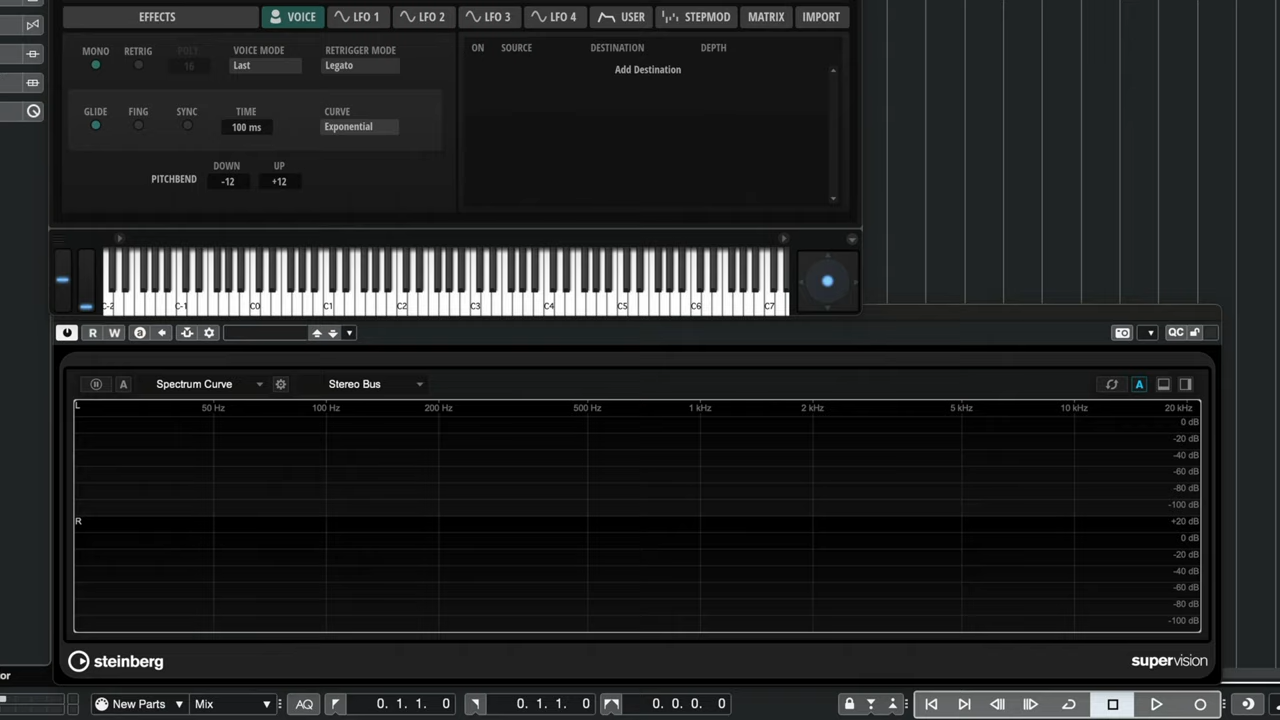 EFFECTS VOICE LFO 1 LFO 2 LFO 3 LFO 4 USER STEPMOD MATRIX IMPORT
MONO RETRIG POLY VOICE MODE RETRIGGER MODE
16 Last Legato
ON SOURCE DESTINATION DEPTH
Add Destination
GLIDE FING SYNC TIME CURVE
100 ms Exponential
DOWN UP
PITCHBEND -12 +12
C-2 C-1 C0 C1 C2 C3 C4 C5 C6 C7
R W a QC
A Spectrum Curve Stereo Bus A
L 50 Hz 100 Hz 200 Hz 500 Hz 1 kHz 2 kHz 5 kHz 10 kHz 20 kHz
0 dB
-20 dB
-40 dB
-60 dB
-80 dB
-100 dB
R +20 dB
0 dB
-20 dB
-40 dB
-60 dB
-80 dB
-100 dB
steinberg supervision
or
New Parts Mix AQ 0. 1. 1. 0 0. 1. 1. 0 0. 0. 0. 0